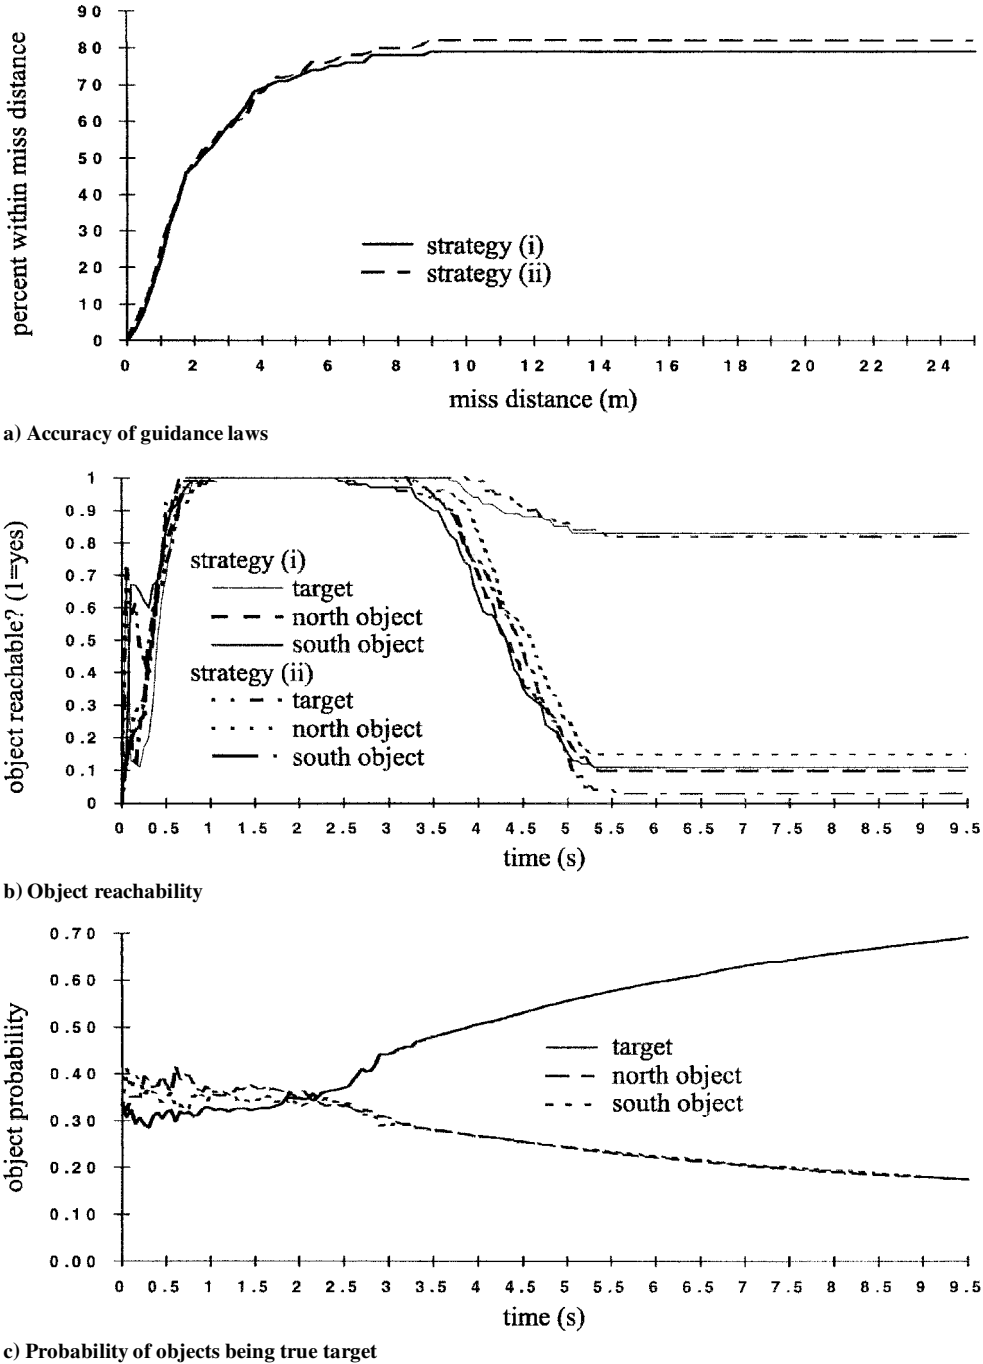 90
80
70
60
50
40
30
20
10
0
percent within miss distance
strategy (i)
strategy (ii)
0 2 4 6 8 10 12 14 16 18 20 22 24
miss distance (m)
a) Accuracy of guidance laws
1
0.9
0.8
0.7
0.6
0.5
0.4
0.3
0.2
0.1
0
object reachable? (1=yes)
strategy (i)
target
north object
south object
strategy (ii)
target
north object
south object
0 0.5 1 1.5 2 2.5 3 3.5 4 4.5 5 5.5 6 6.5 7 7.5 8 8.5 9 9.5
time (s)
b) Object reachability
0.70
0.60
0.50
0.40
0.30
0.20
0.10
0.00
object probability
target
north object
south object
0 0.5 1 1.5 2 2.5 3 3.5 4 4.5 5 5.5 6 6.5 7 7.5 8 8.5 9 9.5
time (s)
c) Probability of objects being true target